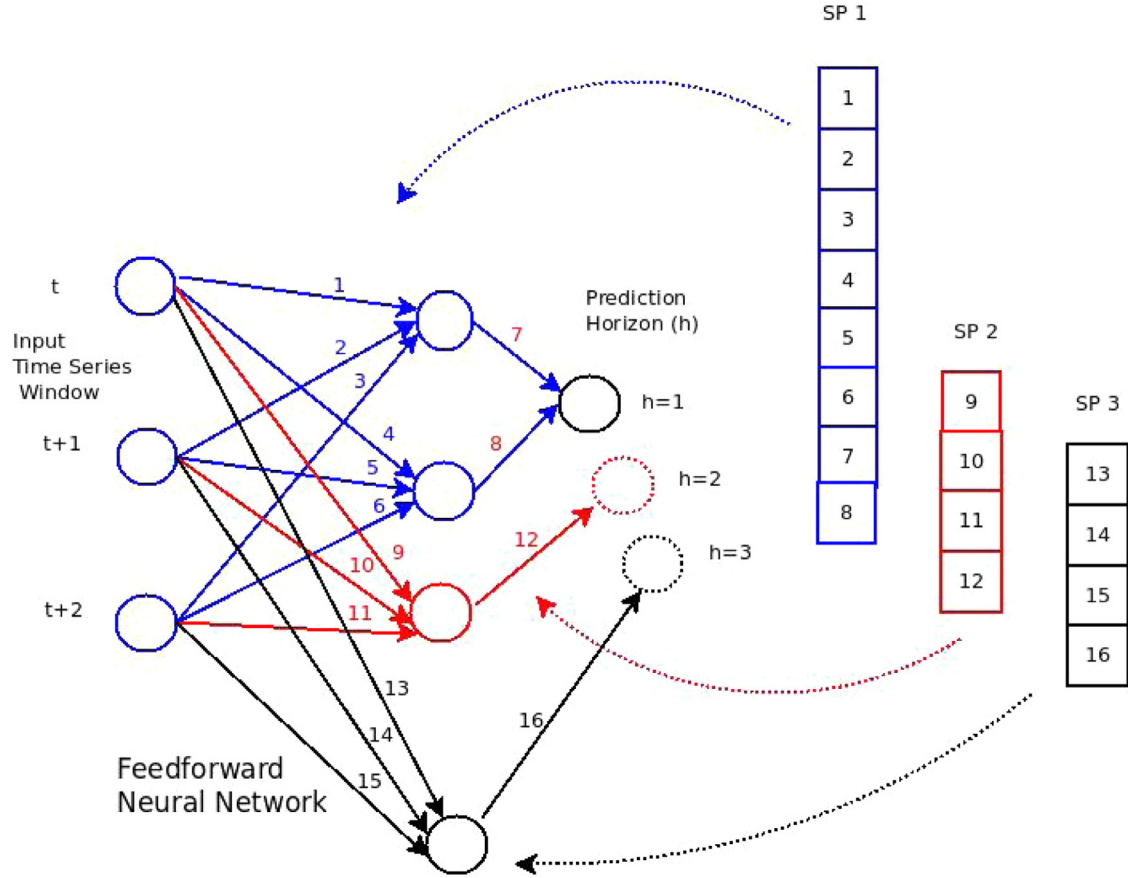 SP 1
1
2
3
4
5
6
7
8
SP 2
9
10
11
12
SP 3
13
14
15
16
t
Input
Time Series
Window
t+1
t+2
1
2
3
4
5
6
7
8
9
10
11
12
13
14
15
16
Prediction
Horizon (h)
h=1
h=2
h=3
Feedforward
Neural Network